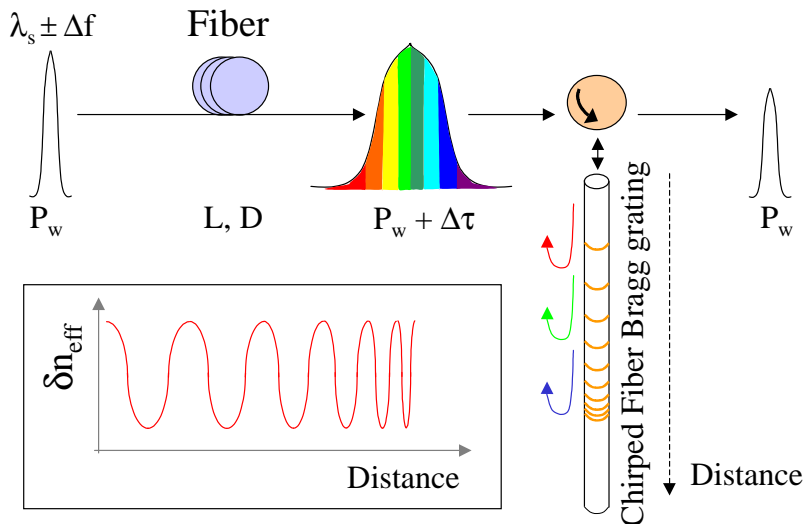 λs ± Δf
Fiber
Pw
L, D
Pw + Δτ
Pw
Chirped Fiber Bragg grating
Distance
δneff
Distance